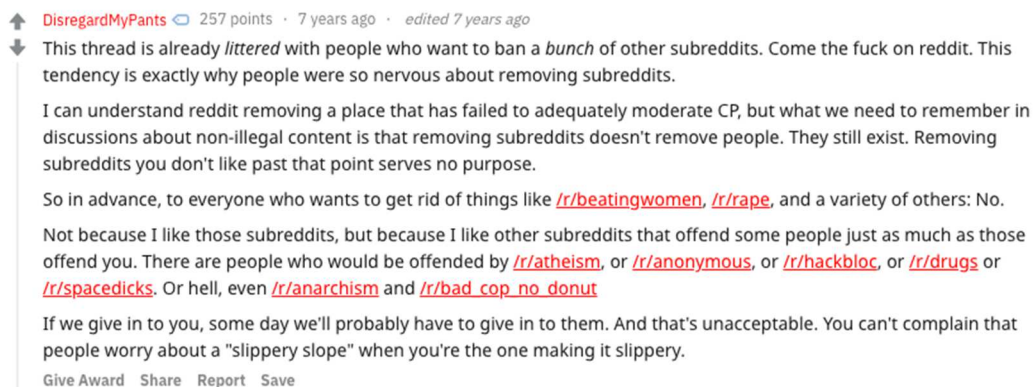 DisregardMyPants 257 points · 7 years ago · edited 7 years ago
This thread is already littered with people who want to ban a bunch of other subreddits. Come the fuck on reddit. This
tendency is exactly why people were so nervous about removing subreddits.
I can understand reddit removing a place that has failed to adequately moderate CP, but what we need to remember in
discussions about non-illegal content is that removing subreddits doesn't remove people. They still exist. Removing
subreddits you don't like past that point serves no purpose.
So in advance, to everyone who wants to get rid of things like /r/beatingwomen, /r/rape, and a variety of others: No.
Not because I like those subreddits, but because I like other subreddits that offend some people just as much as those
offend you. There are people who would be offended by /r/atheism, or /r/anonymous, or /r/hackbloc, or /r/drugs or
/r/spacedicks. Or hell, even /r/anarchism and /r/bad_cop_no_donut
If we give in to you, some day we'll probably have to give in to them. And that's unacceptable. You can't complain that
people worry about a "slippery slope" when you're the one making it slippery.
Give Award Share Report Save